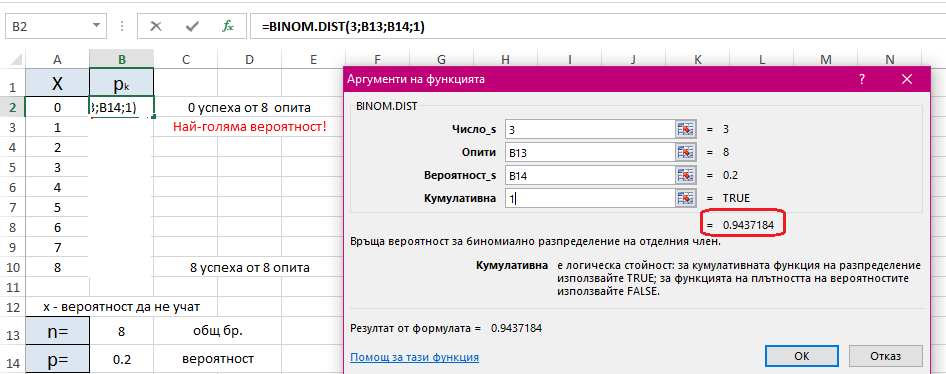 B2 =BINOM.DIST(3;B13;B14;1)
A B C D E F G H I J K L M N
1 X pk
2 0 3;B14;1) 0 успеха от 8 опита
3 1 Най-голяма вероятност!
4 2
5 3
6 4
7 5
8 6
9 7
10 8 8 успеха от 8 опита
11
12 x - вероятност да не учат
13 n= 8 общ бр.
14 p= 0.2 вероятност
Аргументи на функцията
BINOM.DIST
Число_s 3 = 3
Опити B13 = 8
Вероятност_s B14 = 0.2
Кумулативна 1 = TRUE
= 0.9437184
Връща вероятност за биномиално разпределение на отделния член.
Кумулативна е логическа стойност: за кумулативната функция на разпределение
използвайте TRUE; за функцията на плътността на вероятностите
използвайте FALSE.
Резултат от формулата = 0.9437184
Помощ за тази функция
OK Отказ